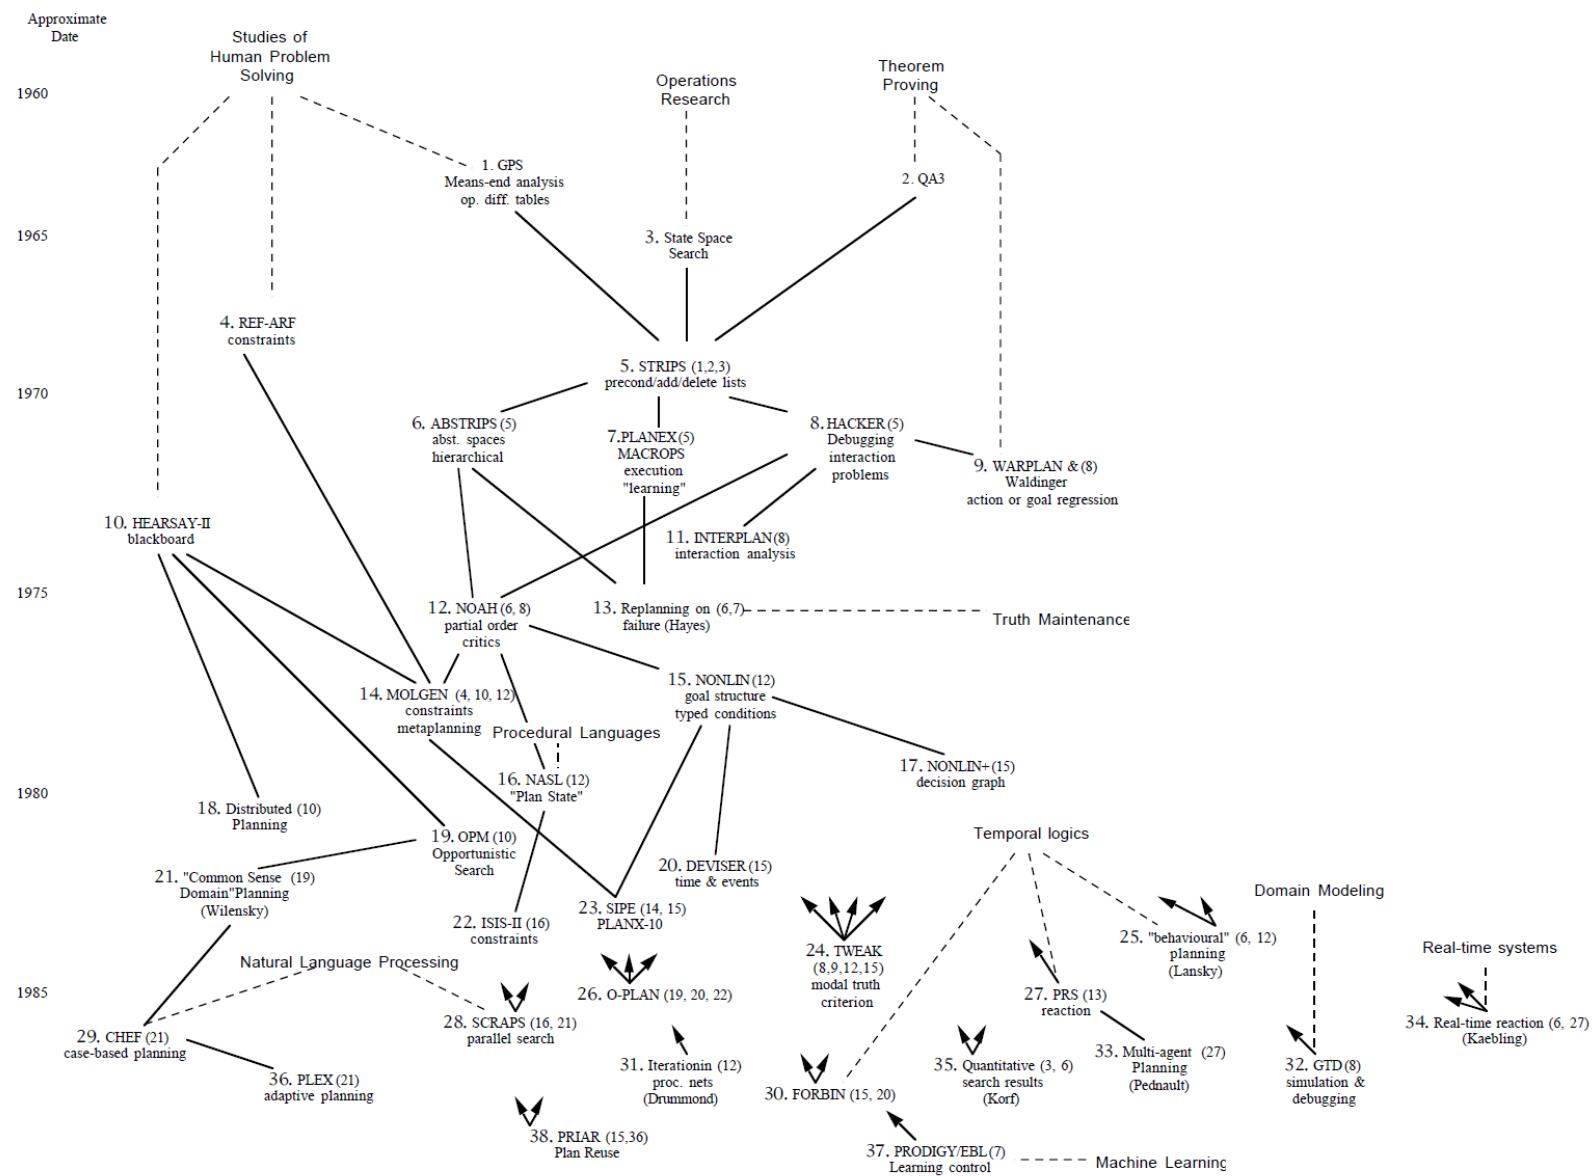 Approximate
Date
Studies of
Human Problem
Solving
Operations
Research
Theorem
Proving
1960
1. GPS
Means-end analysis
op. diff. tables
2. QA3
1965
3. State Space
Search
4. REF-ARF
constraints
5. STRIPS (1,2,3)
precond/add/delete lists
1970
6. ABSTRIPS (5)
abst. spaces
hierarchical
7. PLANEX (5)
MACROPS
execution
"learning"
8. HACKER (5)
Debugging
interaction
problems
9. WARPLAN & (8)
Waldinger
action or goal regression
10. HEARSAY-II
blackboard
11. INTERPLAN (8)
interaction analysis
1975
12. NOAH (6, 8)
partial order
critics
13. Replanning on (6,7)
failure (Hayes)
Truth Maintenance
14. MOLGEN (4, 10, 12)
constraints
metaplanning
15. NONLIN (12)
goal structure
typed conditions
Procedural Languages
16. NASL (12)
"Plan State"
17. NONLIN+ (15)
decision graph
1980
18. Distributed (10)
Planning
19. OPM (10)
Opportunistic
Search
Temporal logics
20. DEVISER (15)
time & events
21. "Common Sense (19)
Domain"Planning
(Wilensky)
Domain Modeling
22. ISIS-II (16)
constraints
23. SIPE (14, 15)
PLANX-10
24. TWEAK
(8,9,12,15)
modal truth
criterion
25. "behavioural" (6, 12)
planning
(Lansky)
Real-time systems
Natural Language Processing
1985
26. O-PLAN (19, 20, 22)
27. PRS (13)
reaction
28. SCRAPS (16, 21)
parallel search
29. CHEF (21)
case-based planning
34. Real-time reaction (6, 27)
(Kaebling)
31. Iterationin (12)
proc. nets
(Drummond)
35. Quantitative (3, 6)
search results
(Korf)
33. Multi-agent (27)
Planning
(Pednault)
32. GTD (8)
simulation &
debugging
36. PLEX (21)
adaptive planning
30. FORBIN (15, 20)
38. PRIAR (15,36)
Plan Reuse
37. PRODIGY/EBL (7)
Learning control
Machine Learning